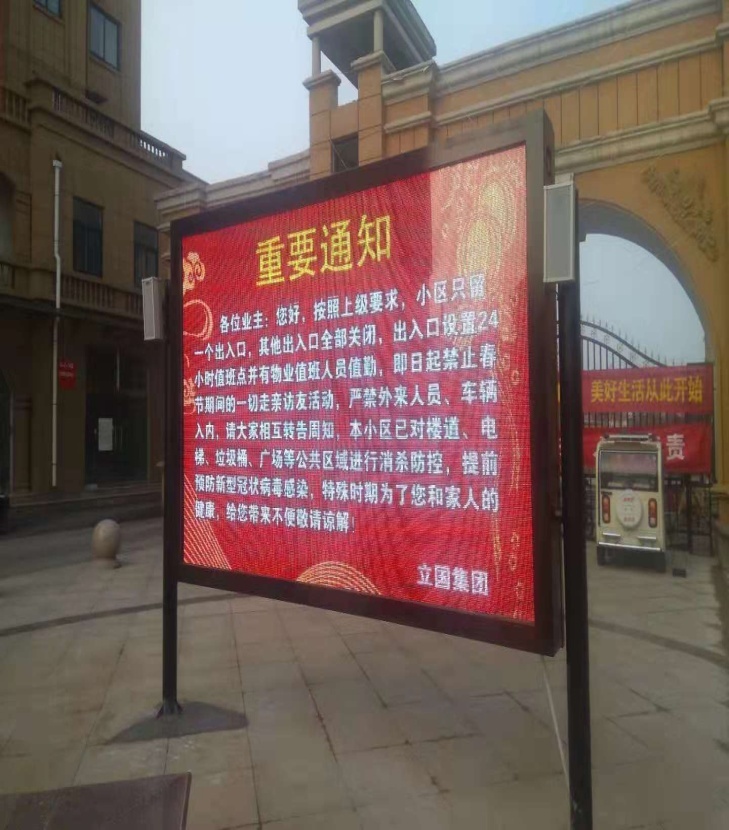 重要通知
各位业主：您好，按照上级要求，小区只留
一个出入口，其他出入口全部关闭，出入口设置24
小时值班点并有物业值班人员值勤，即日起禁止春
节期间的一切走亲访友活动，严禁外来人员、车辆
入内，请大家相互转告周知，本小区已对楼道、电
梯、垃圾桶、广场等公共区域进行消杀防控，提前
预防新型冠状病毒感染，特殊时期为了您和家人的
健康，给您带来不便敬请谅解！
立国集团
美好生活从此开始
责